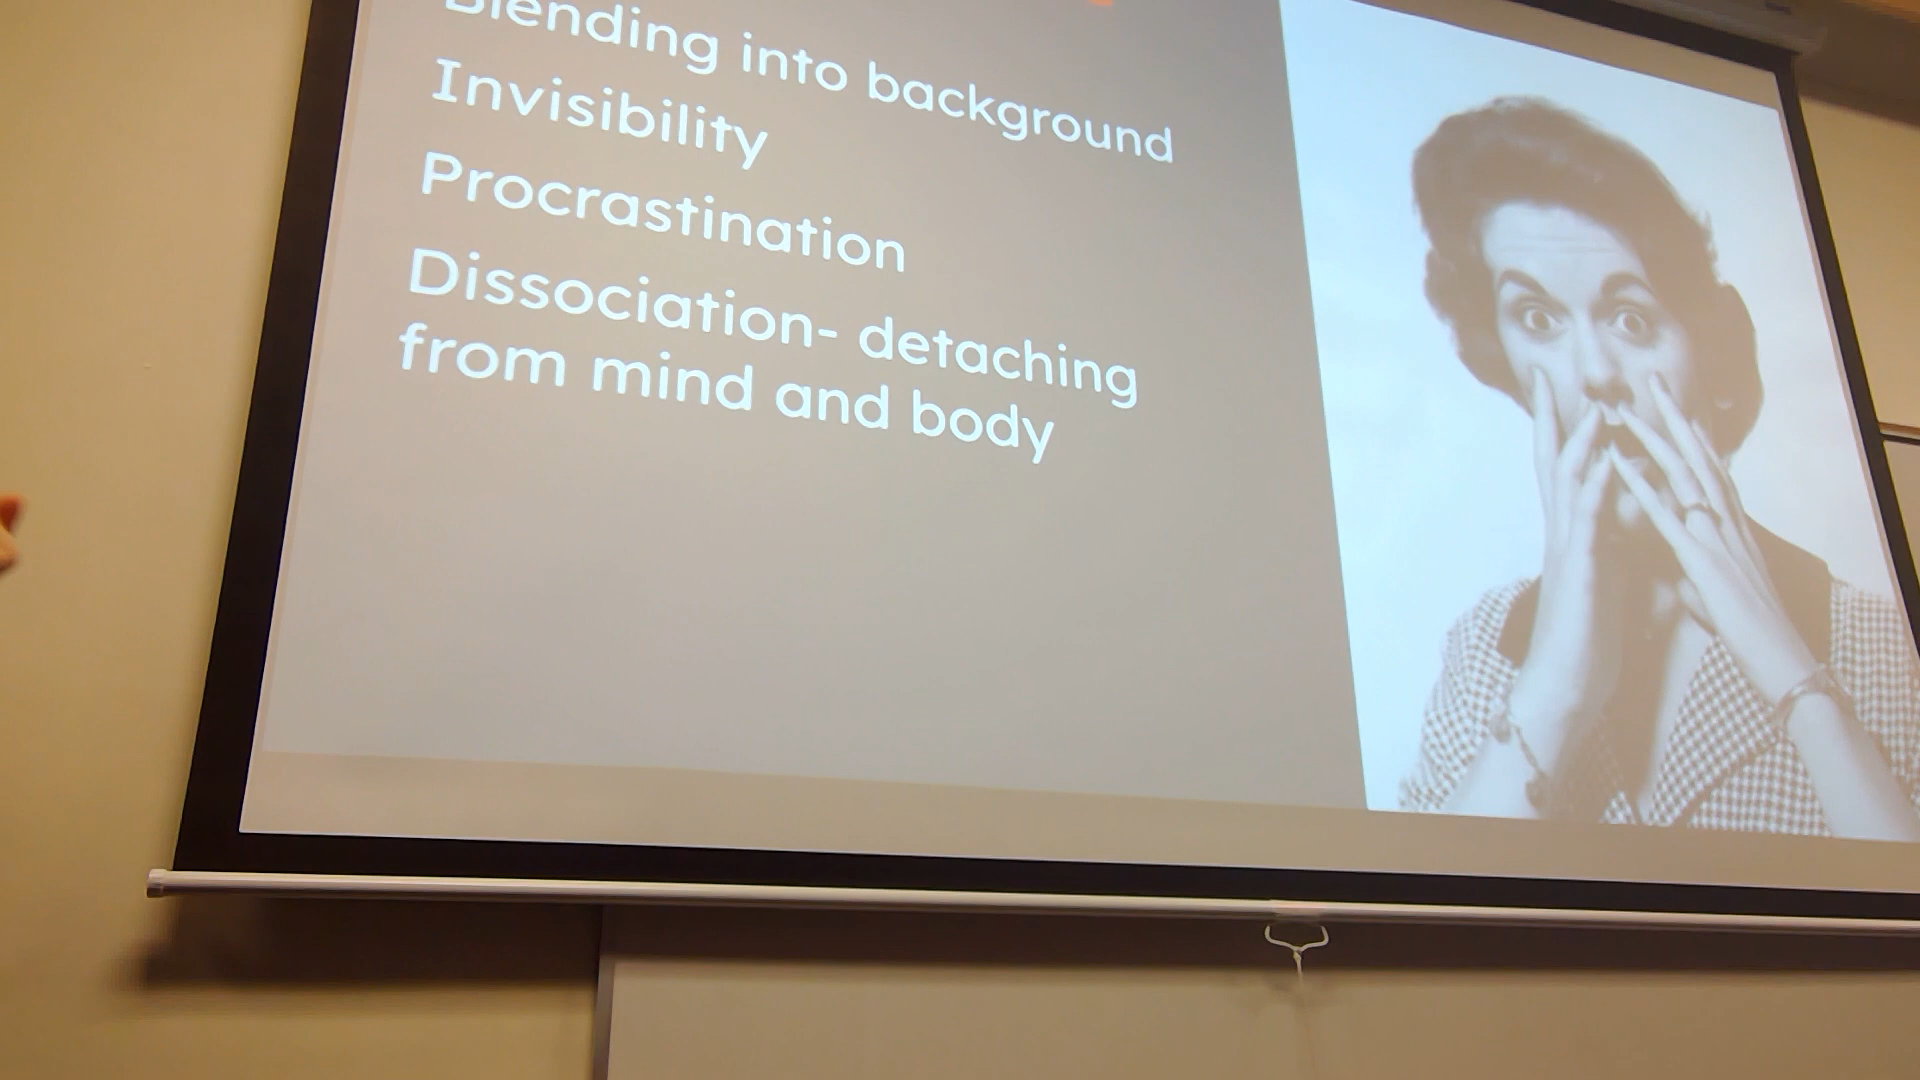 Blending into background
Invisibility
Procrastination
Dissociation- detaching
from mind and body